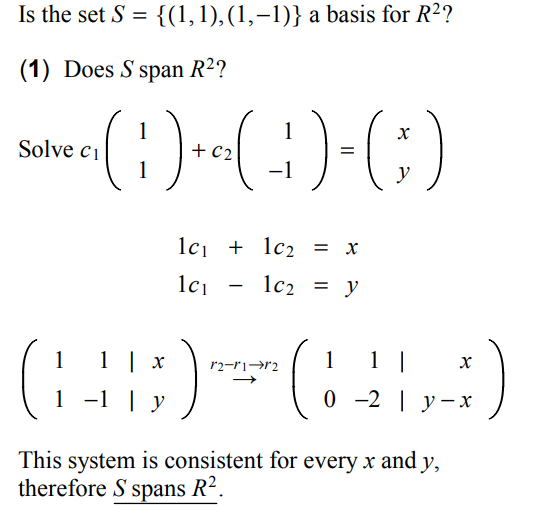 Is the set S = {(1,1),(1,−1)} a basis for R²?
(1) Does S span R²?
Solve c₁ ( 1 1 ) + c₂ ( 1 −1 ) = ( x y )
1c₁ + 1c₂ = x
1c₁ − 1c₂ = y
( 1 1 | x r₂−r₁→r₂ ( 1 1 | x
1 −1 | y ) → 0 −2 | y−x )
This system is consistent for every x and y,
therefore S spans R².